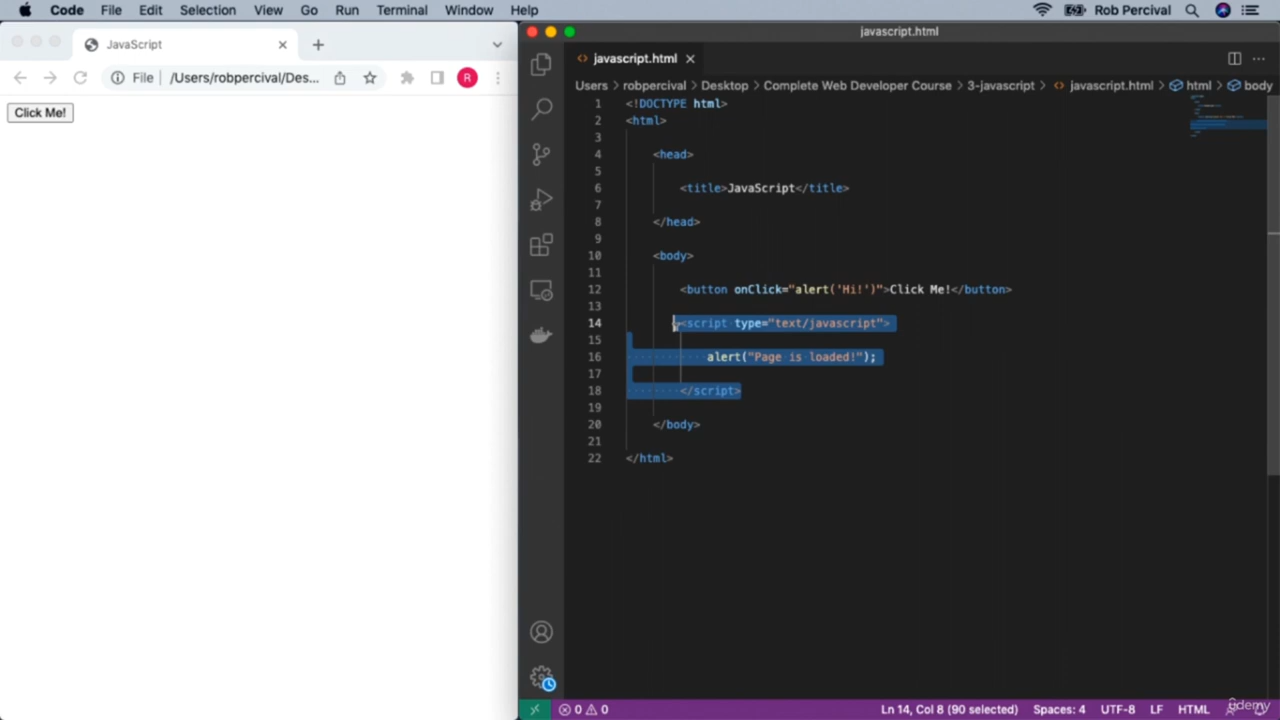 Code File Edit Selection View Go Run Terminal Window Help Rob Percival
JavaScript
File /Users/robpercival/Des... R
Click Me!
javascript.html
javascript.html
Users > robpercival > Desktop > Complete Web Developer Course > 3-javascript > javascript.html > html > body
1 <!DOCTYPE html>
2 <html>
3
4 <head>
5
6 <title>JavaScript</title>
7
8 </head>
9
10 <body>
11
12 <button onClick="alert('Hi!')">Click Me!</button>
13
14 <script type="text/javascript">
15
16 alert("Page is loaded!");
17
18 </script>
19
20 </body>
21
22 </html>
0 0 Ln 14, Col 8 (90 selected) Spaces: 4 UTF-8 LF HTML
ûdemy